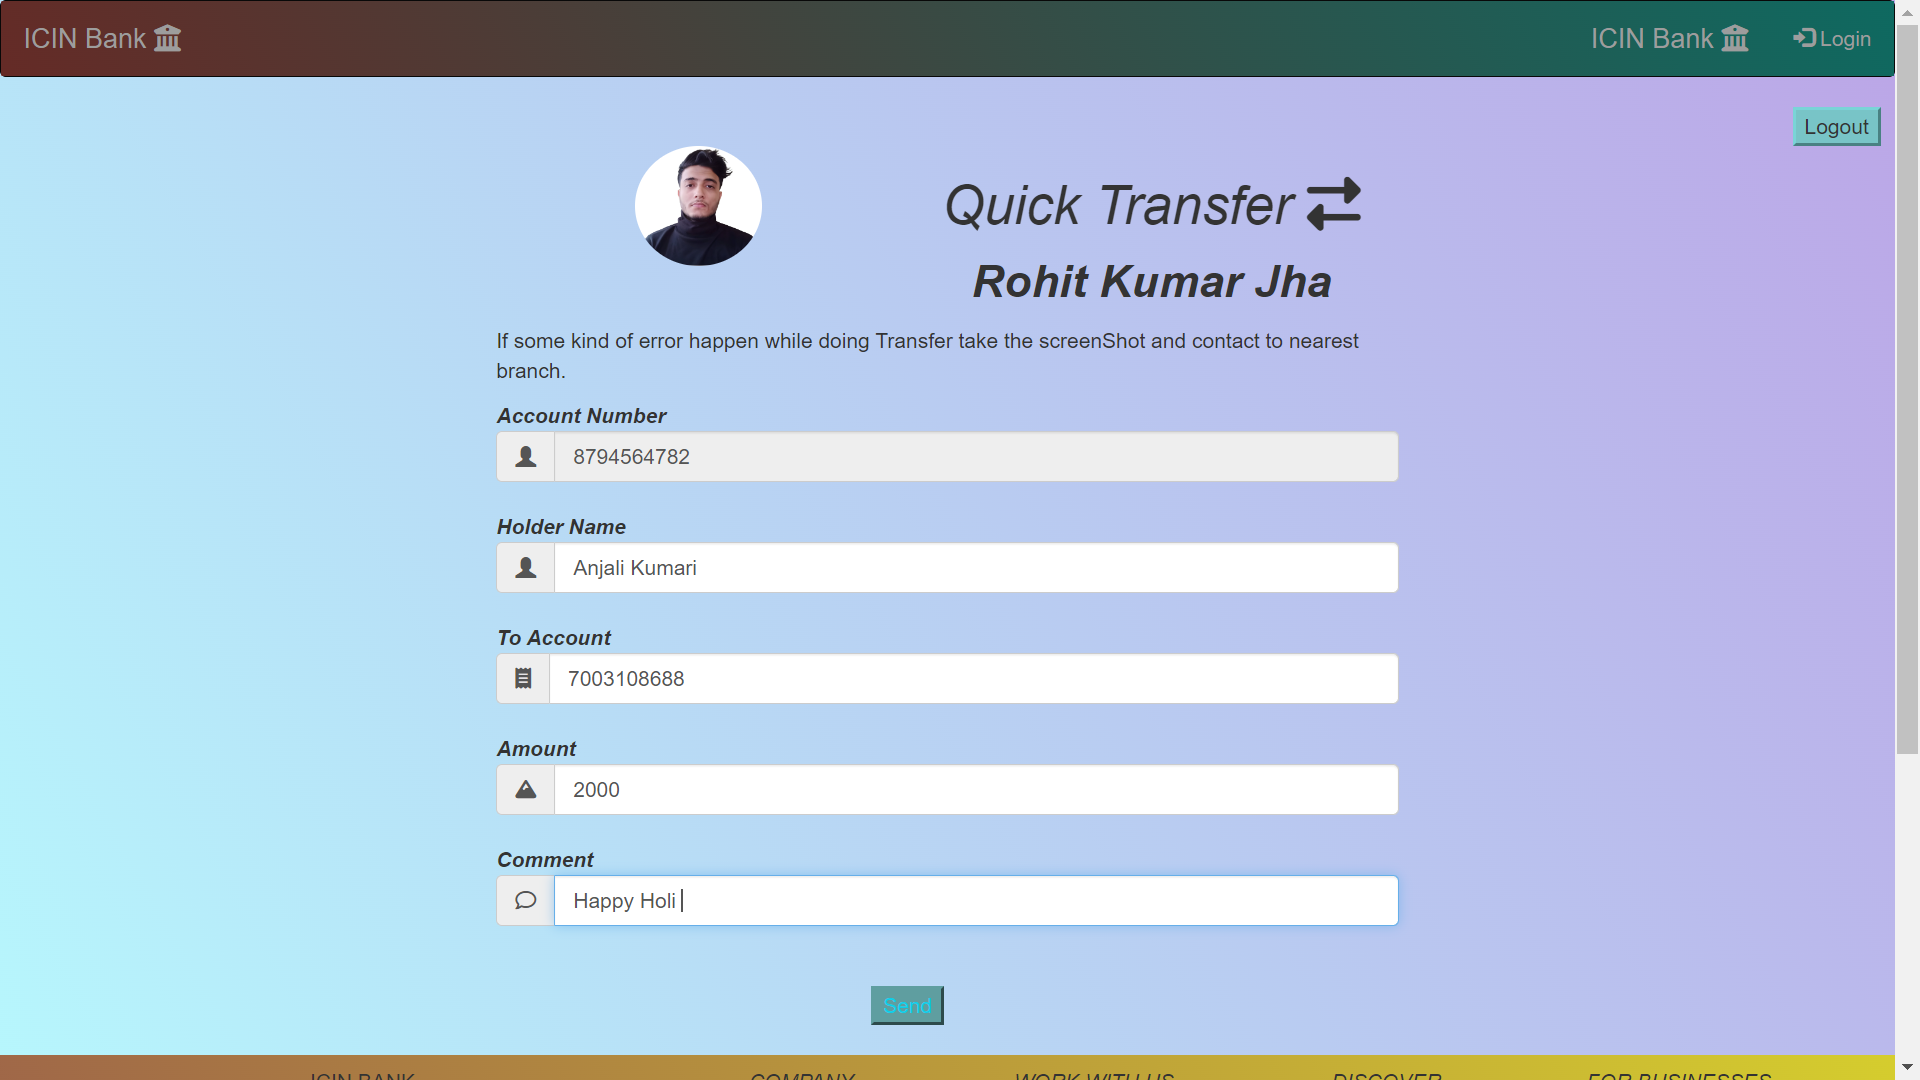 ICIN Bank
ICIN Bank
Login
Logout
Quick Transfer
Rohit Kumar Jha
If some kind of error happen while doing Transfer take the screenShot and contact to nearest
branch.
Account Number
8794564782
Holder Name
Anjali Kumari
To Account
7003108688
Amount
2000
Comment
Happy Holi
Send
ICIN BANK
COMPANY
WORK WITH US
DISCOVER
FOR BUSINESSES